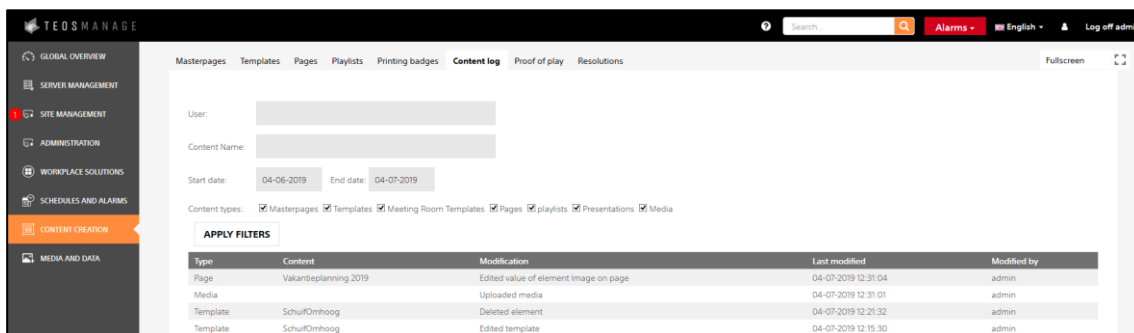 TEOSMANAGE
? Search... Alarms English Log off admi
GLOBAL OVERVIEW
SERVER MANAGEMENT
1 SITE MANAGEMENT
ADMINISTRATION
WORKPLACE SOLUTIONS
SCHEDULES AND ALARMS
CONTENT CREATION
MEDIA AND DATA
Masterpages Templates Pages Playlists Printing badges Content log Proof of play Resolutions Fullscreen
User:
Content Name:
Start date: 04-06-2019 End date: 04-07-2019
Content types: Masterpages Templates Meeting Room Templates Pages playlists Presentations Media
APPLY FILTERS
Type Content Modification Last modified Modified by
Page Vakantieplanning 2019 Edited value of element Image on page 04-07-2019 12:31:04 admin
Media Uploaded media 04-07-2019 12:31:01 admin
Template SchuifOmhoog Deleted element 04-07-2019 12:21:32 admin
Template SchuifOmhoog Edited template 04-07-2019 12:15:30 admin